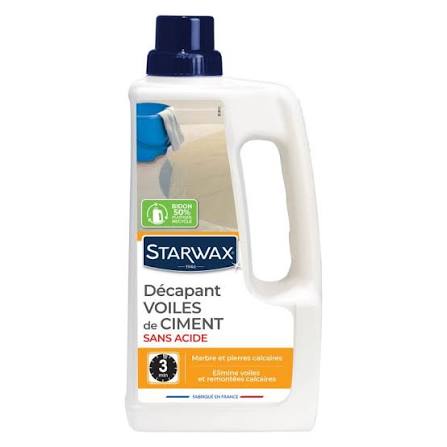 BIDON
50%
PLASTIQUE
RECYCLÉ
STARWAX
Décapant
VOILES
de CIMENT
SANS ACIDE
3
min
Marbre et pierres calcaires
Élimine voiles
et remontées calcaires
FABRIQUÉ EN FRANCE